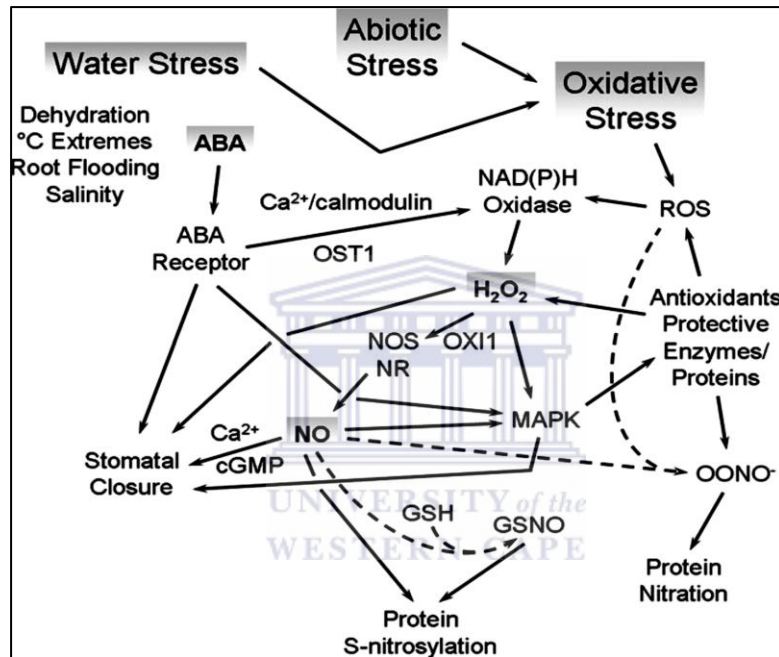 Abiotic
Stress
Water Stress
Oxidative
Stress
Dehydration
°C Extremes
Root Flooding
Salinity
ABA
Ca²⁺/calmodulin
NAD(P)H
Oxidase
ROS
ABA
Receptor
OST1
H₂O₂
Antioxidants
Protective
Enzymes/
Proteins
NOS
OXI1
NR
MAPK
Ca²⁺
NO
cGMP
Stomatal
Closure
OONO⁻
UNIVERSITY of the
WESTERN CAPE
GSH
GSNO
Protein
Nitration
Protein
S-nitrosylation